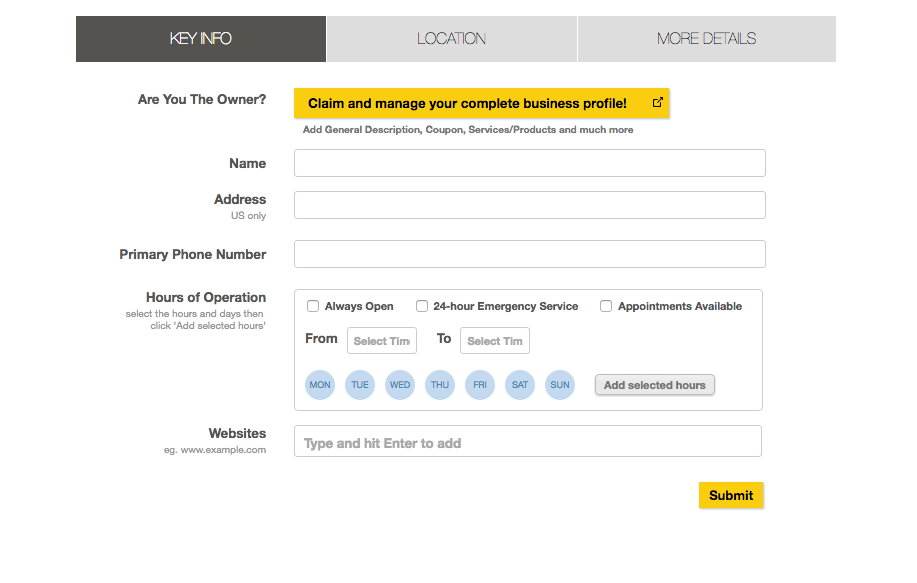 KEY INFO
LOCATION
MORE DETAILS
Are You The Owner?
Claim and manage your complete business profile!
Add General Description, Coupon, Services/Products and much more
Name
Address
US only
Primary Phone Number
Hours of Operation
select the hours and days then
click 'Add selected hours'
Always Open
24-hour Emergency Service
Appointments Available
From
Select Tim
To
Select Tim
MON
TUE
WED
THU
FRI
SAT
SUN
Add selected hours
Websites
eg. www.example.com
Type and hit Enter to add
Submit